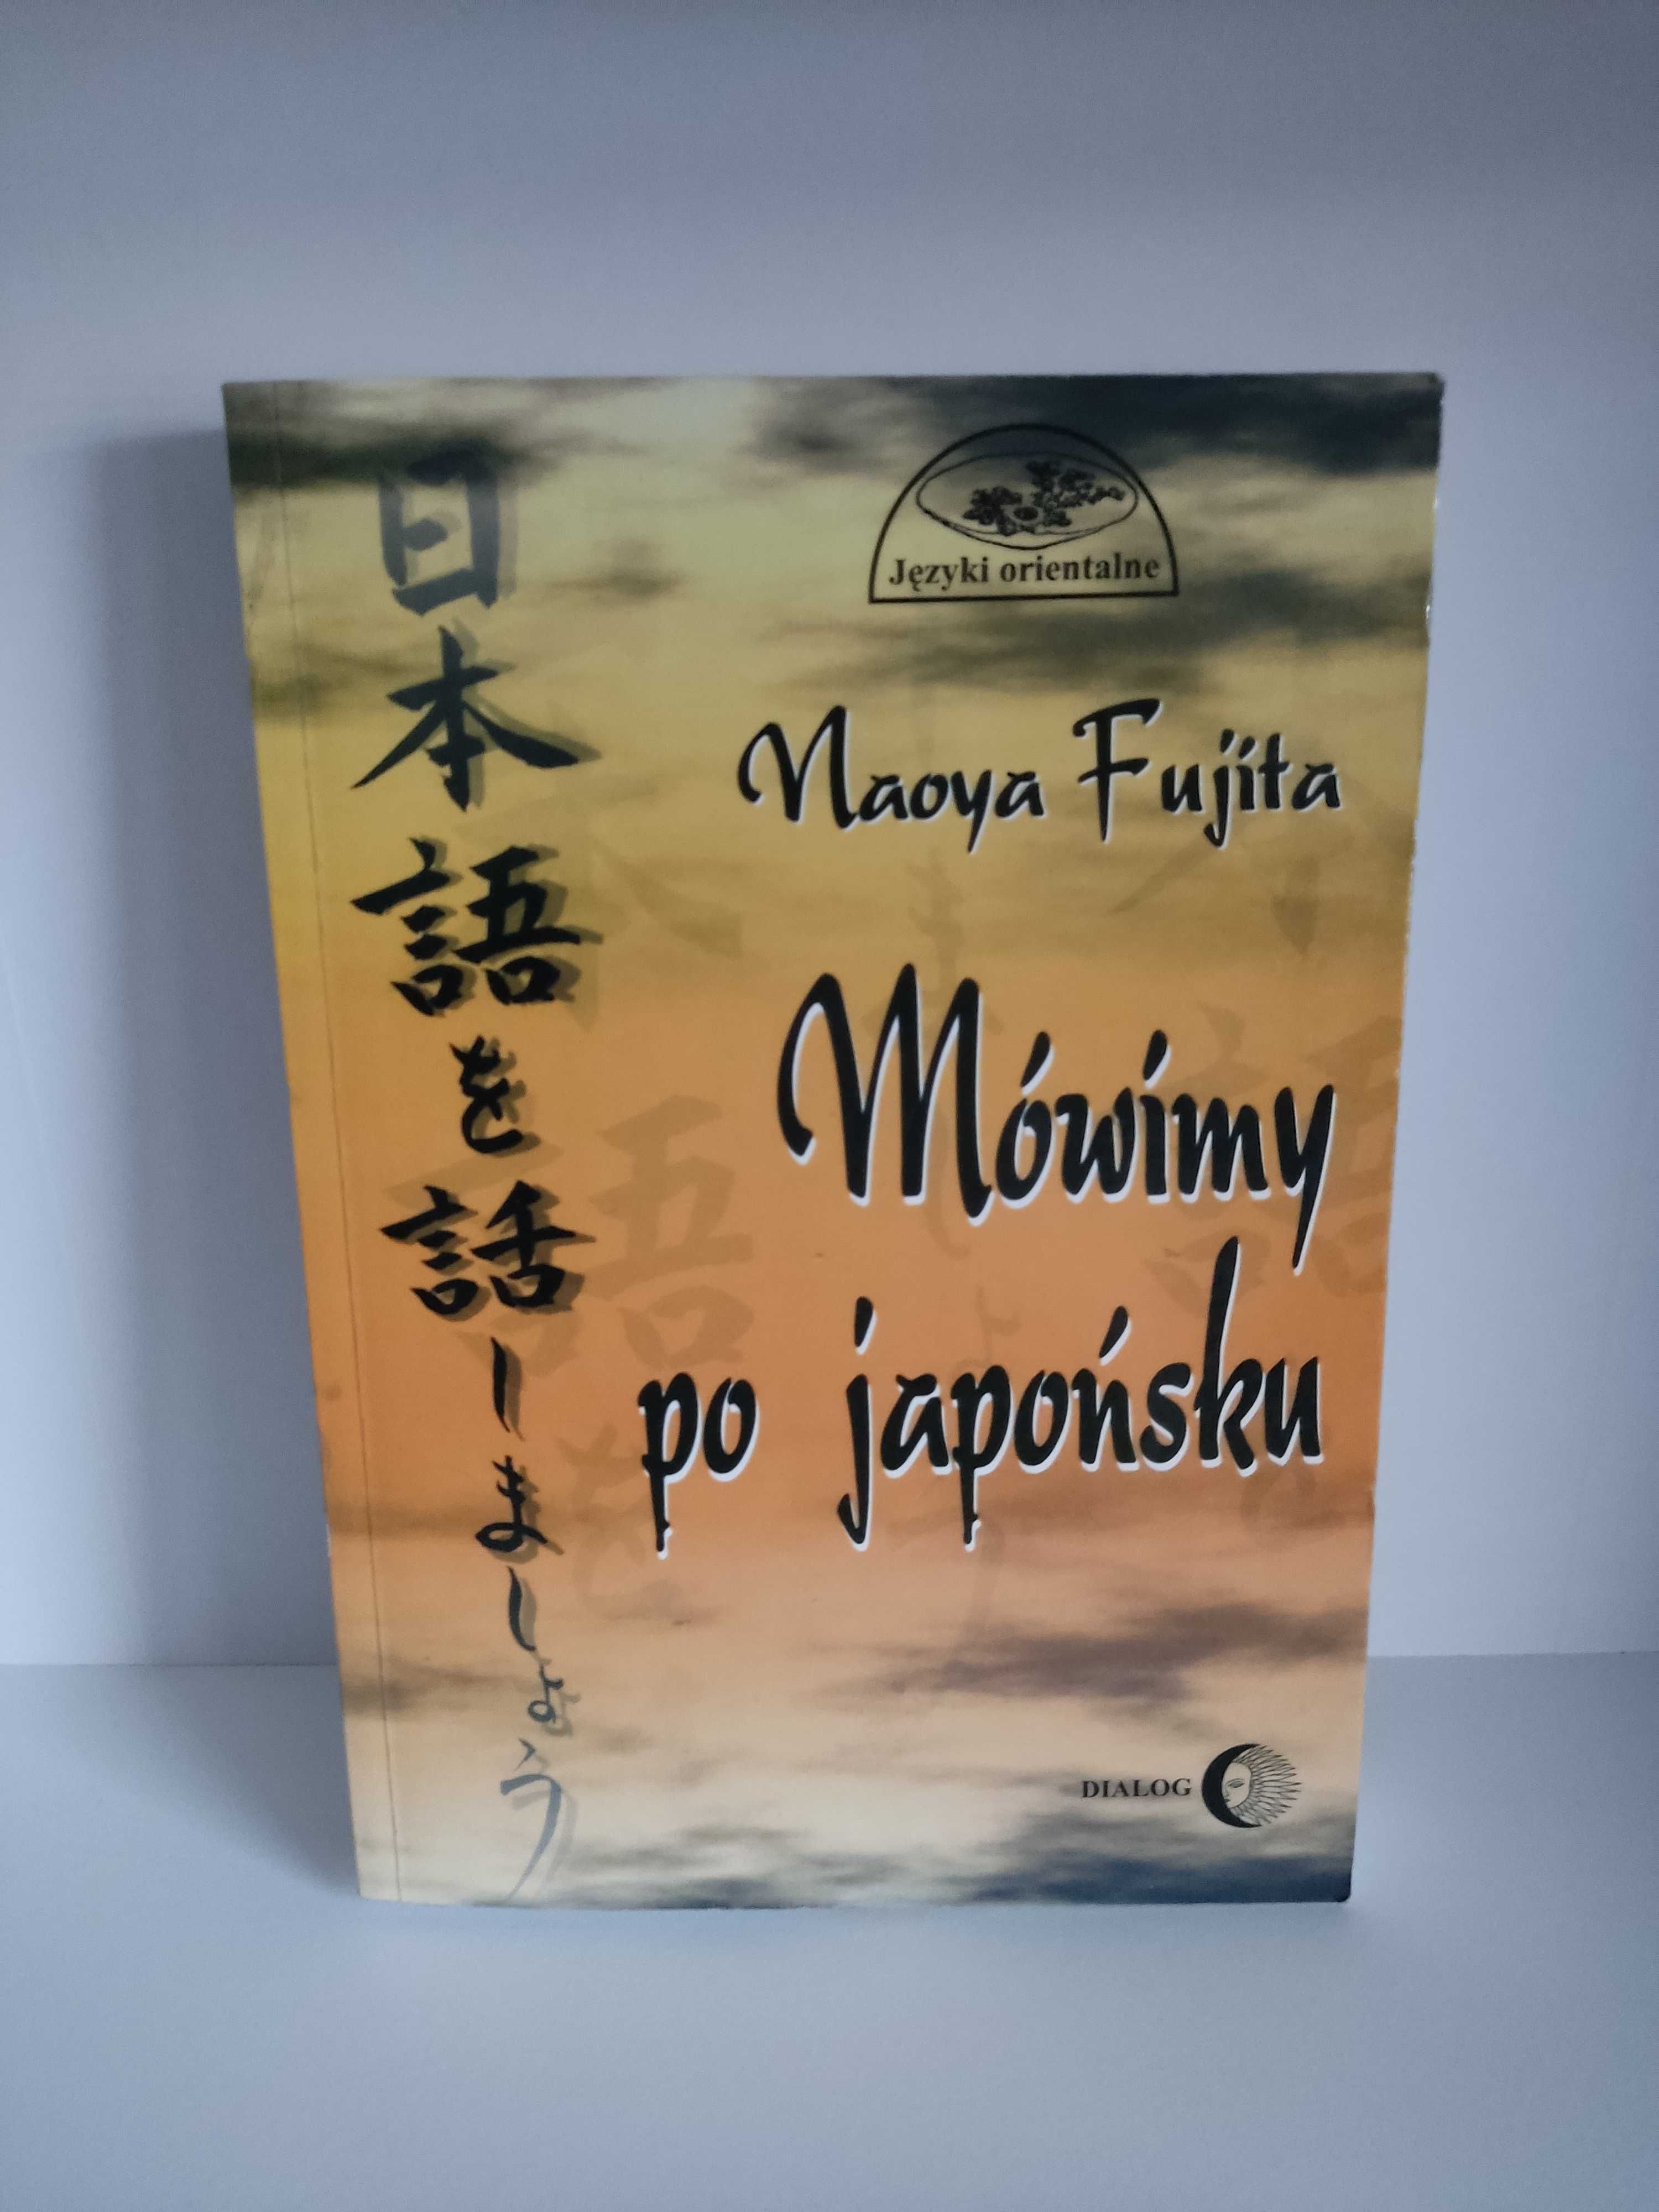 Języki orientalne
Naoya Fujita
Mówimy
po japońsku
日本語を話しましょう
DIALOG